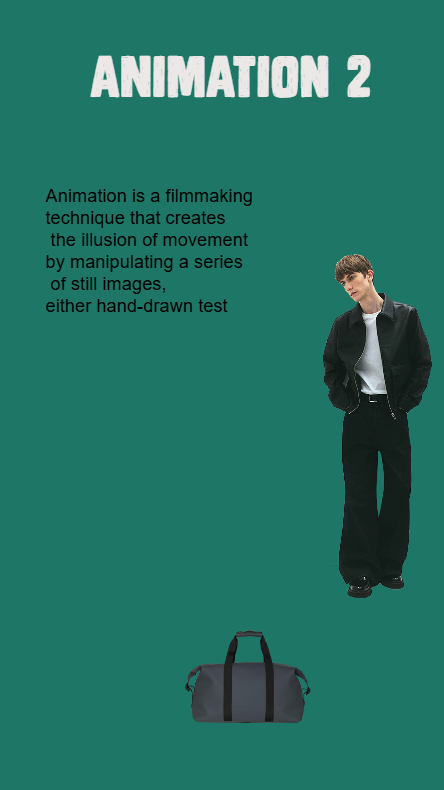 ANIMATION 2
Animation is a filmmaking
technique that creates
the illusion of movement
by manipulating a series
of still images,
either hand-drawn test